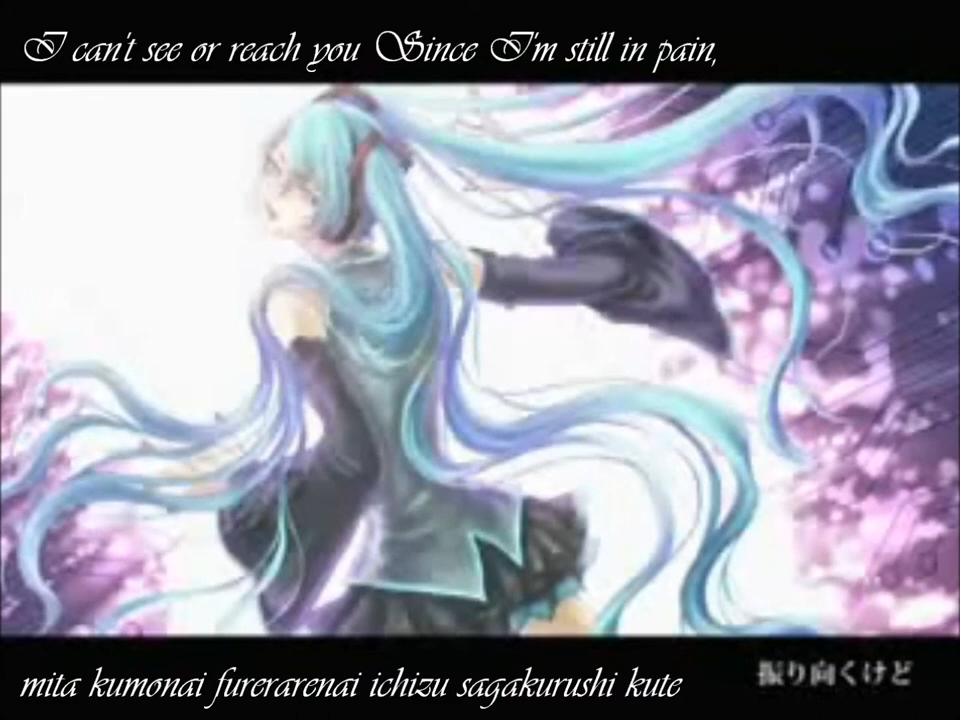 I can't see or reach you Since I'm still in pain,
振り向くけど
mita kumonai furerarenai ichizu sagakurushi kute